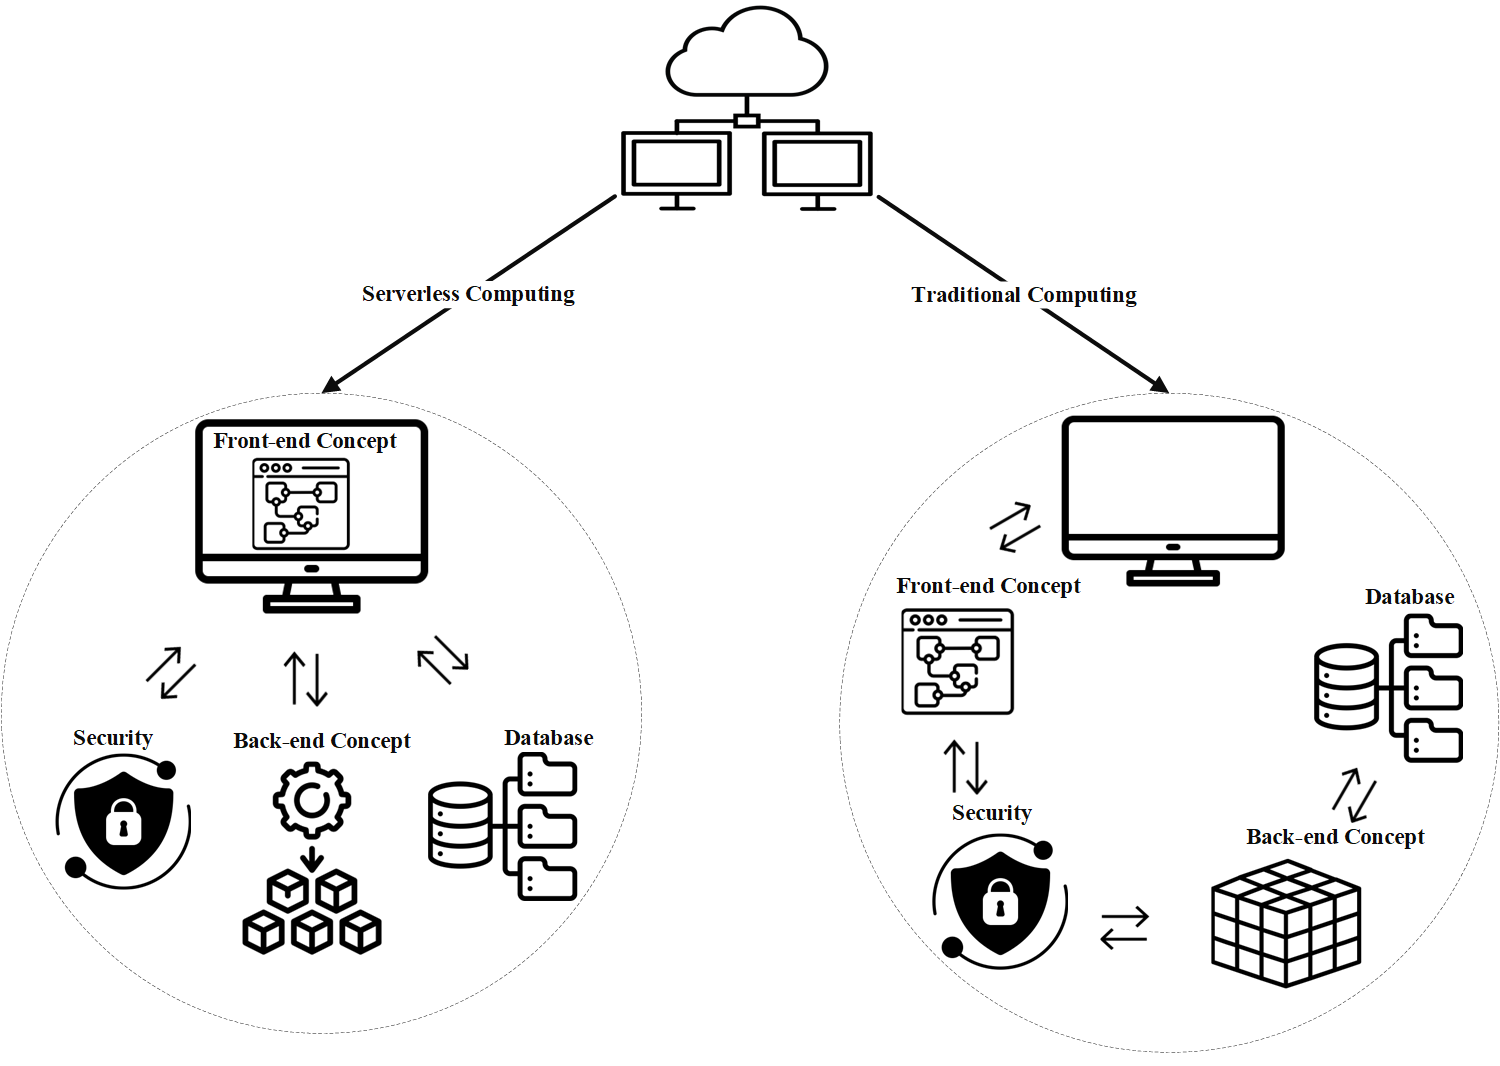 Serverless Computing
Traditional Computing
Front-end Concept
Security
Back-end Concept
Database
Front-end Concept
Database
Security
Back-end Concept